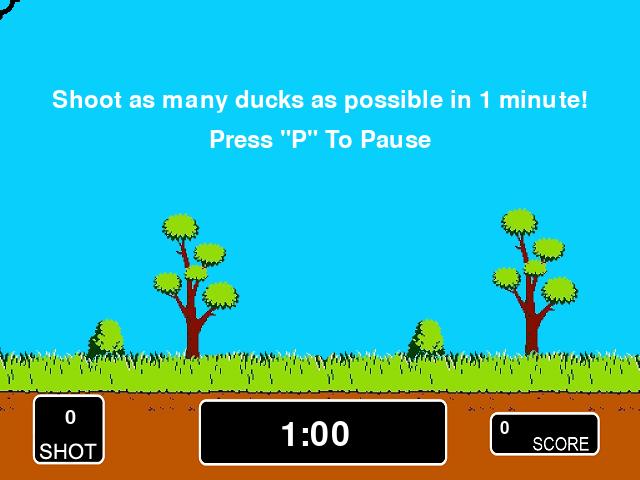 Shoot as many ducks as possible in 1 minute!
Press "P" To Pause
0
SHOT
1:00
0
SCORE